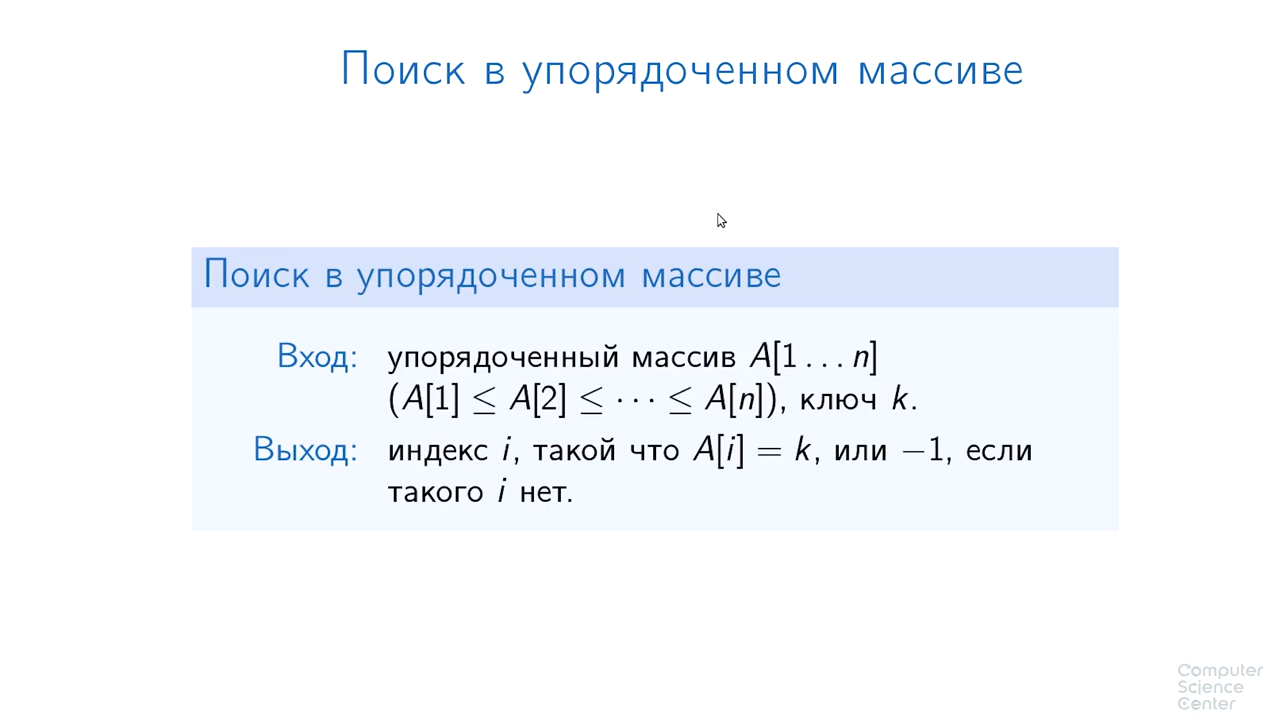 Поиск в упорядоченном массиве
Поиск в упорядоченном массиве
Вход: упорядоченный массив A[1 . . . n]
(A[1] ≤ A[2] ≤ · · · ≤ A[n]), ключ k.
Выход: индекс i, такой что A[i] = k, или −1, если
такого i нет.
Computer
Science
Center